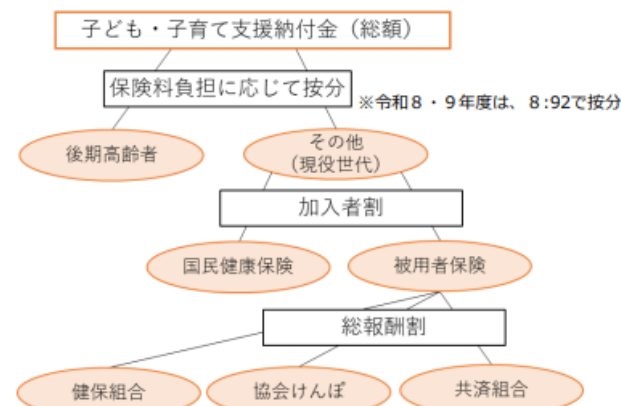 子ども・子育て支援納付金（総額）
保険料負担に応じて按分
※令和８・９年度は、８:92で按分
後期高齢者
その他
（現役世代）
加入者割
国民健康保険
被用者保険
総報酬割
健保組合
協会けんぽ
共済組合